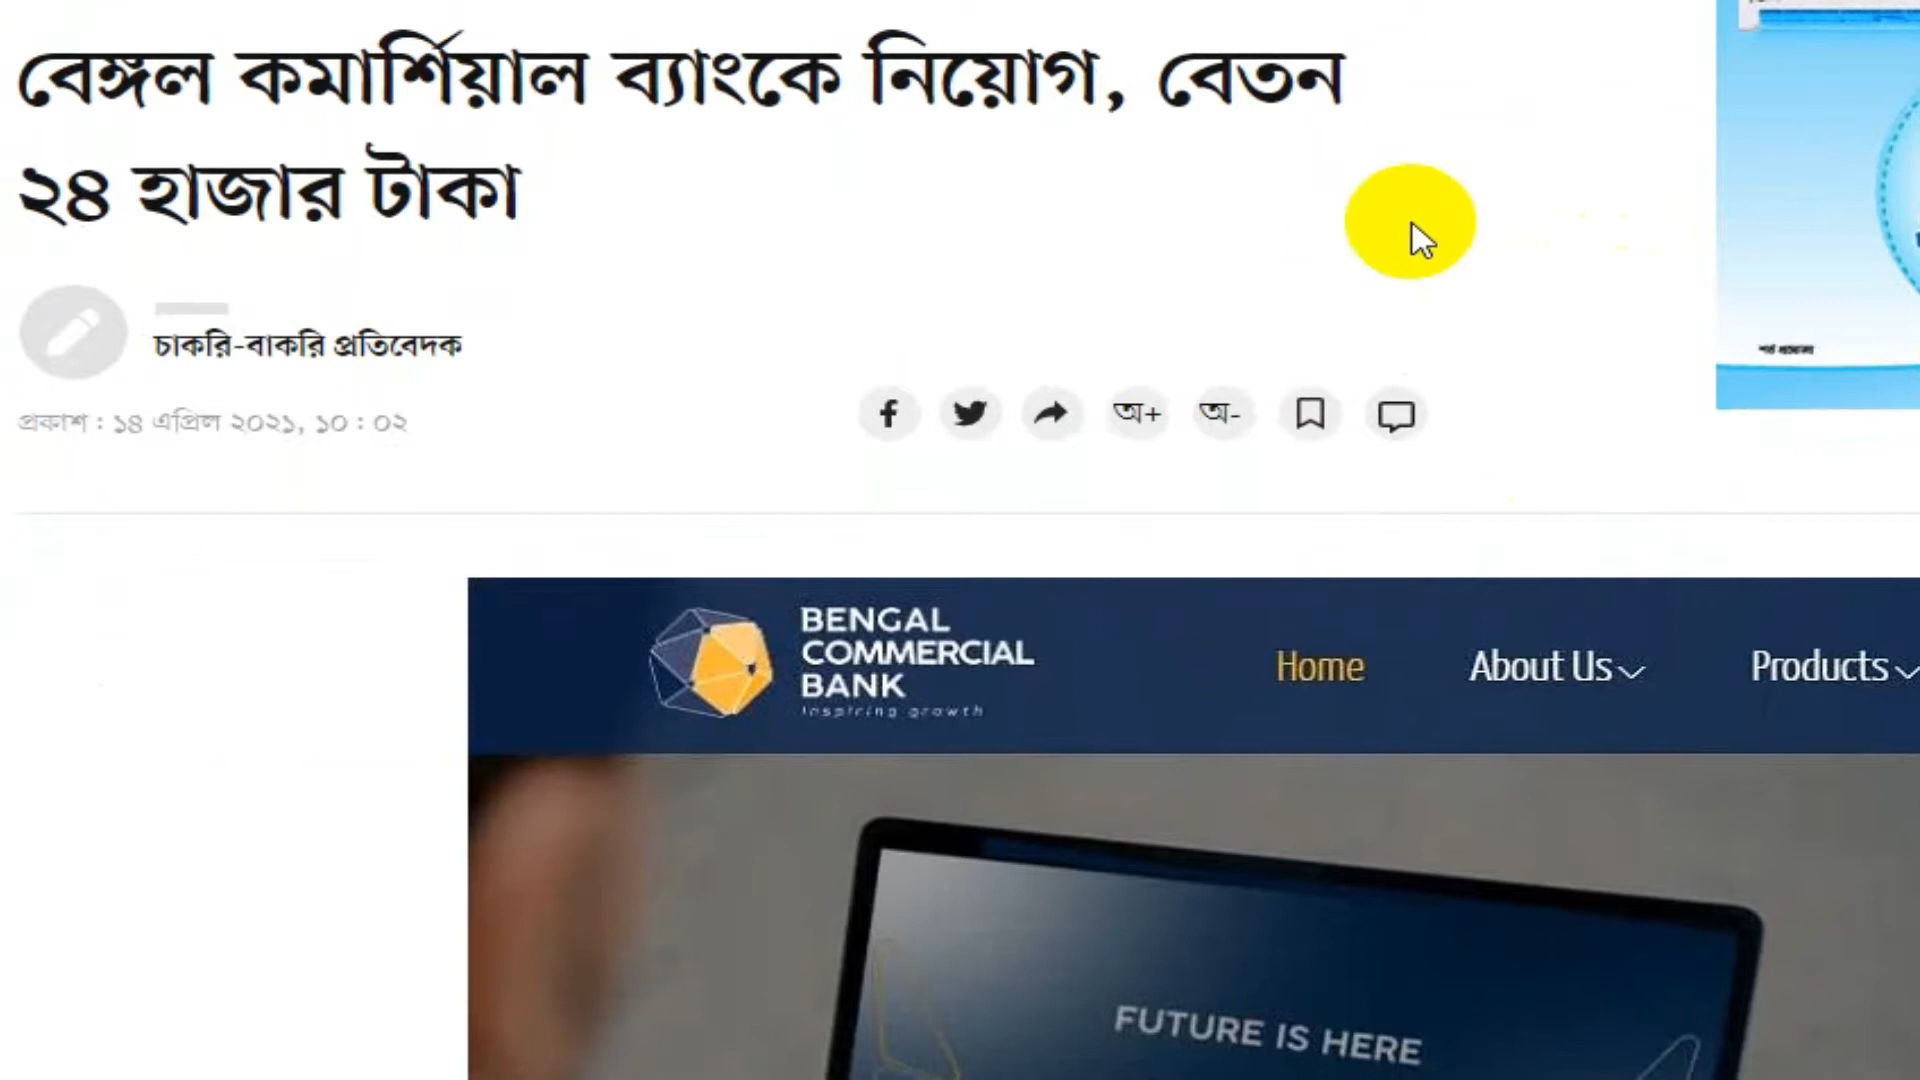 বেঙ্গল কমার্শিয়াল ব্যাংকে নিয়োগ, বেতন
২৪ হাজার টাকা
চাকরি-বাকরি প্রতিবেদক
প্রকাশ : ১৪ এপ্রিল ২০২১, ১০ : ০২
অ+ অ-
BENGAL
COMMERCIAL
BANK
Inspiring growth
Home About Us Products
FUTURE IS HERE